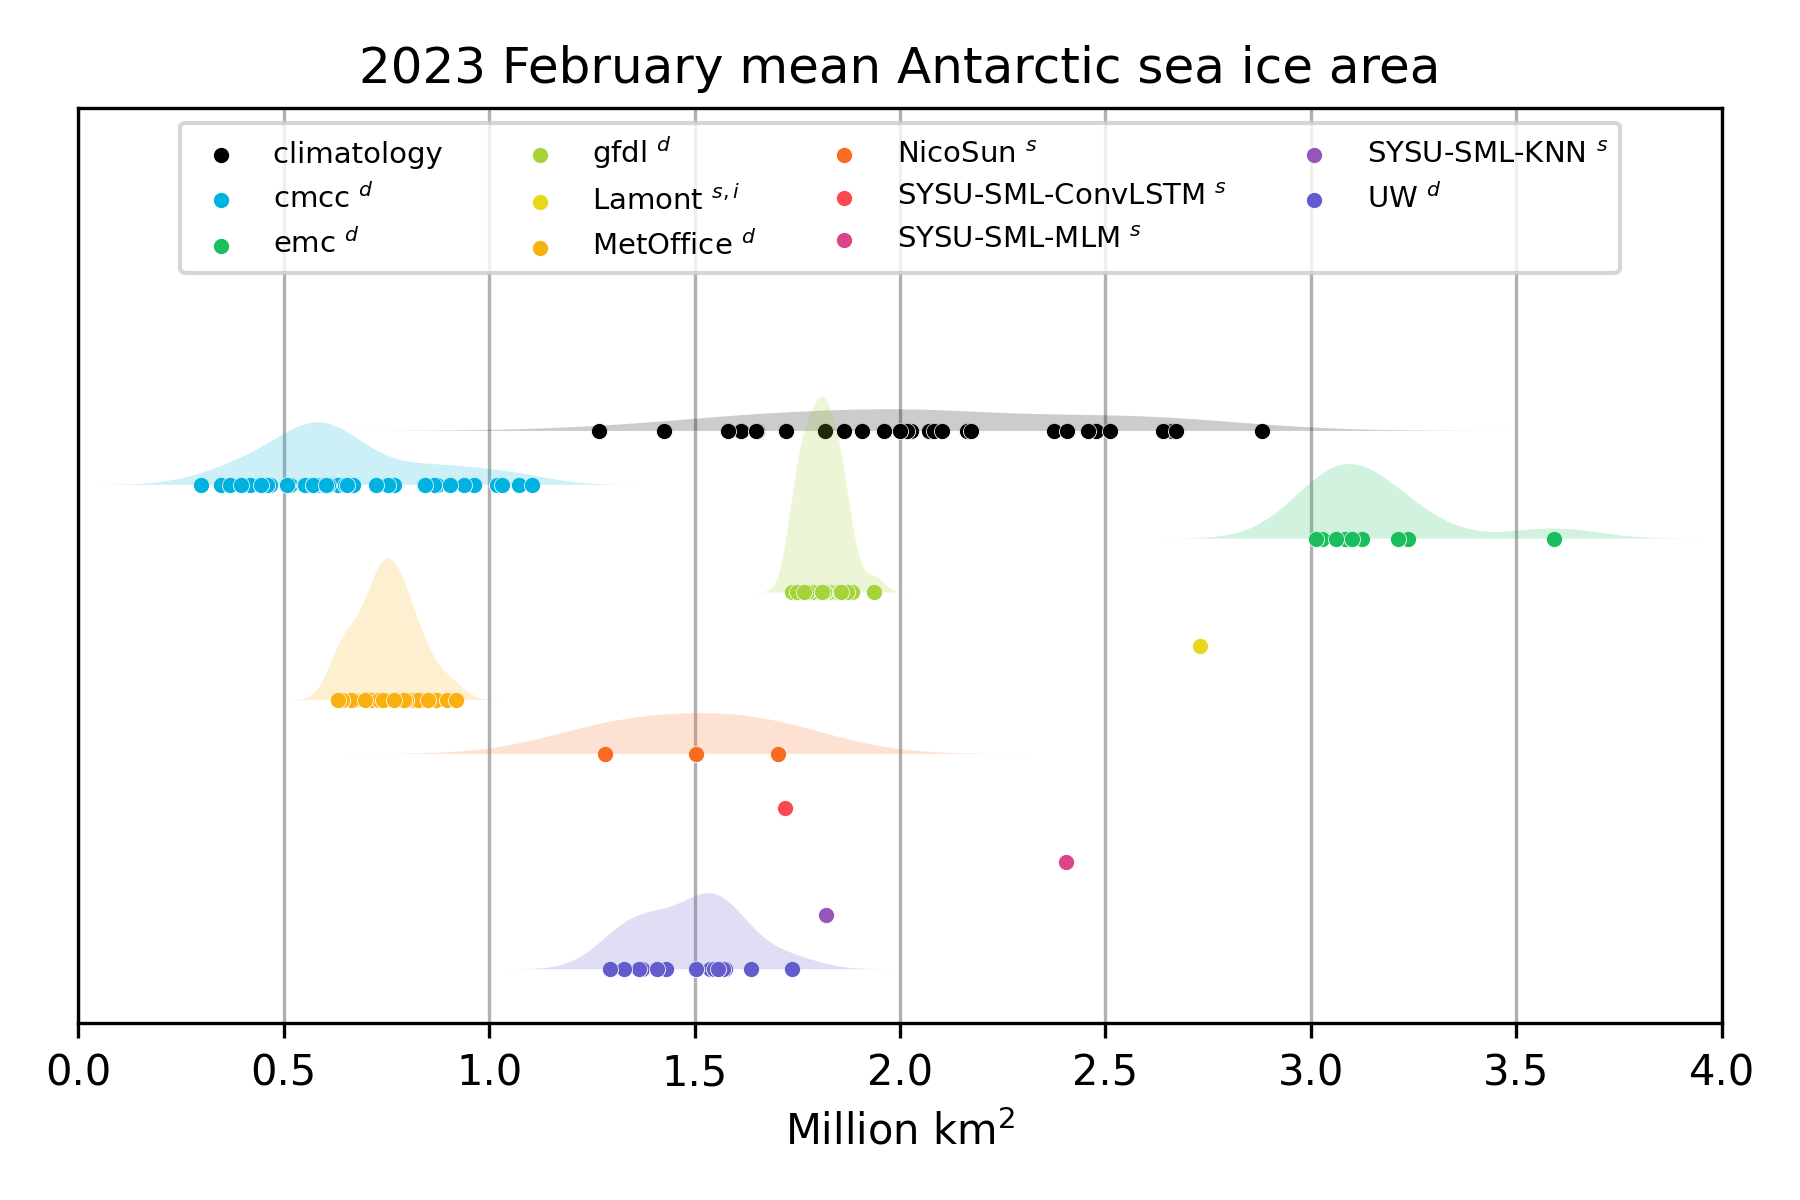 2023 February mean Antarctic sea ice area
climatology
cmcc d
emc d
gfdl d
Lamont s,i
MetOffice d
NicoSun s
SYSU-SML-ConvLSTM s
SYSU-SML-MLM s
SYSU-SML-KNN s
UW d
0.0 0.5 1.0 1.5 2.0 2.5 3.0 3.5 4.0
Million km²